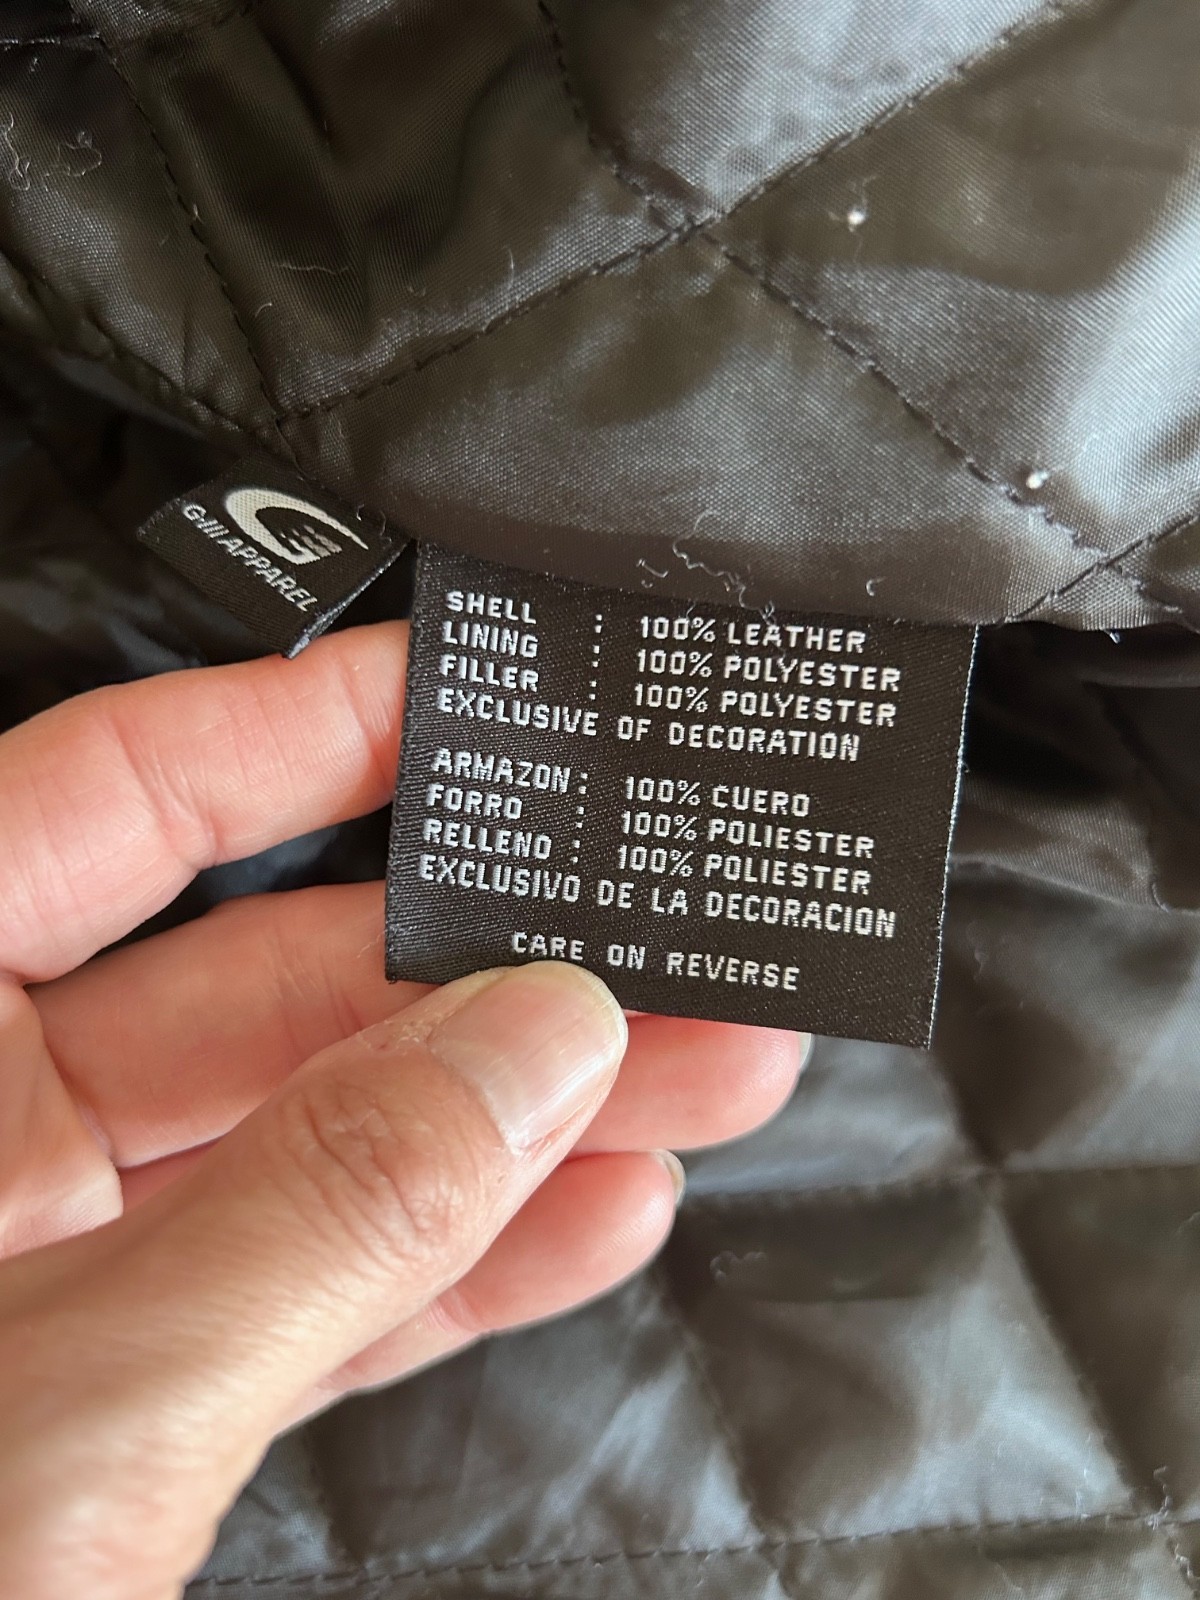 G-III APPAREL
SHELL : 100% LEATHER
LINING : 100% POLYESTER
FILLER : 100% POLYESTER
EXCLUSIVE OF DECORATION
ARMAZON : 100% CUERO
FORRO : 100% POLIESTER
RELLENO : 100% POLIESTER
EXCLUSIVO DE LA DECORACION
CARE ON REVERSE